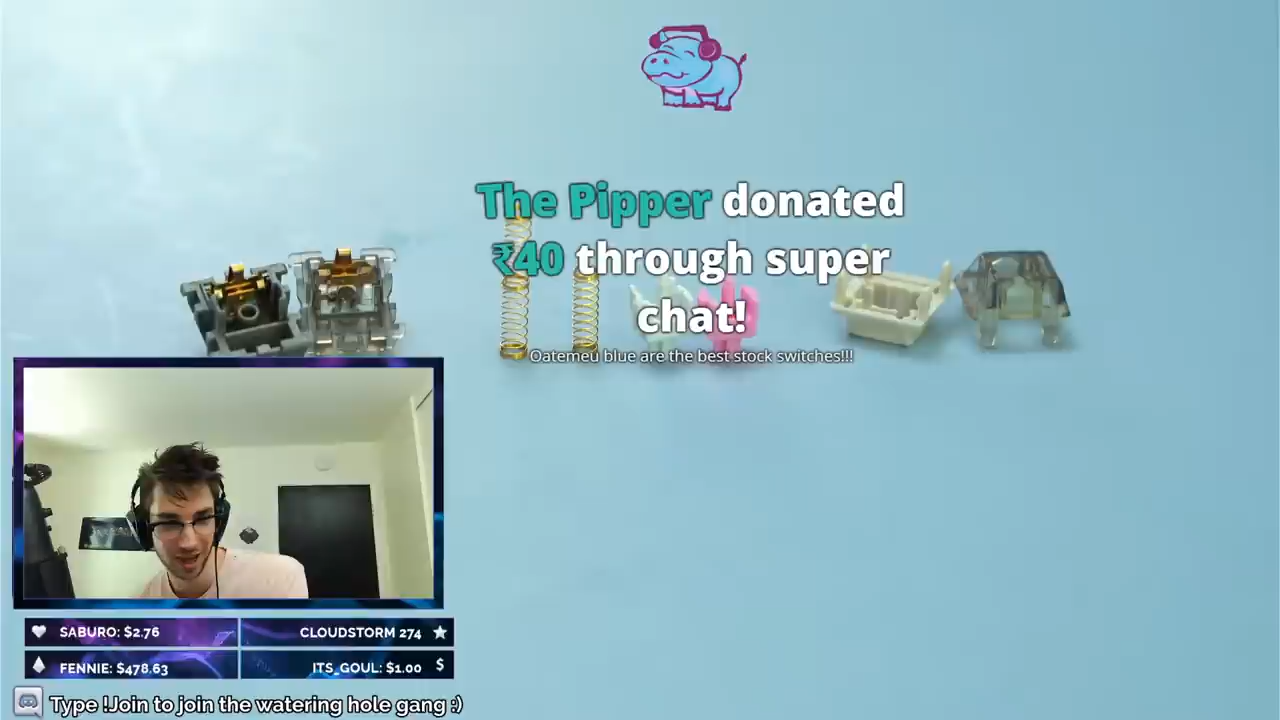 The Pipper donated
₹40 through super
chat!
Oatemeu blue are the best stock switches!!!
SABURO: $2.76
CLOUDSTORM 274
FENNIE: $478.63
ITS_GOUL: $1.00
$
Type !Join to join the watering hole gang :)